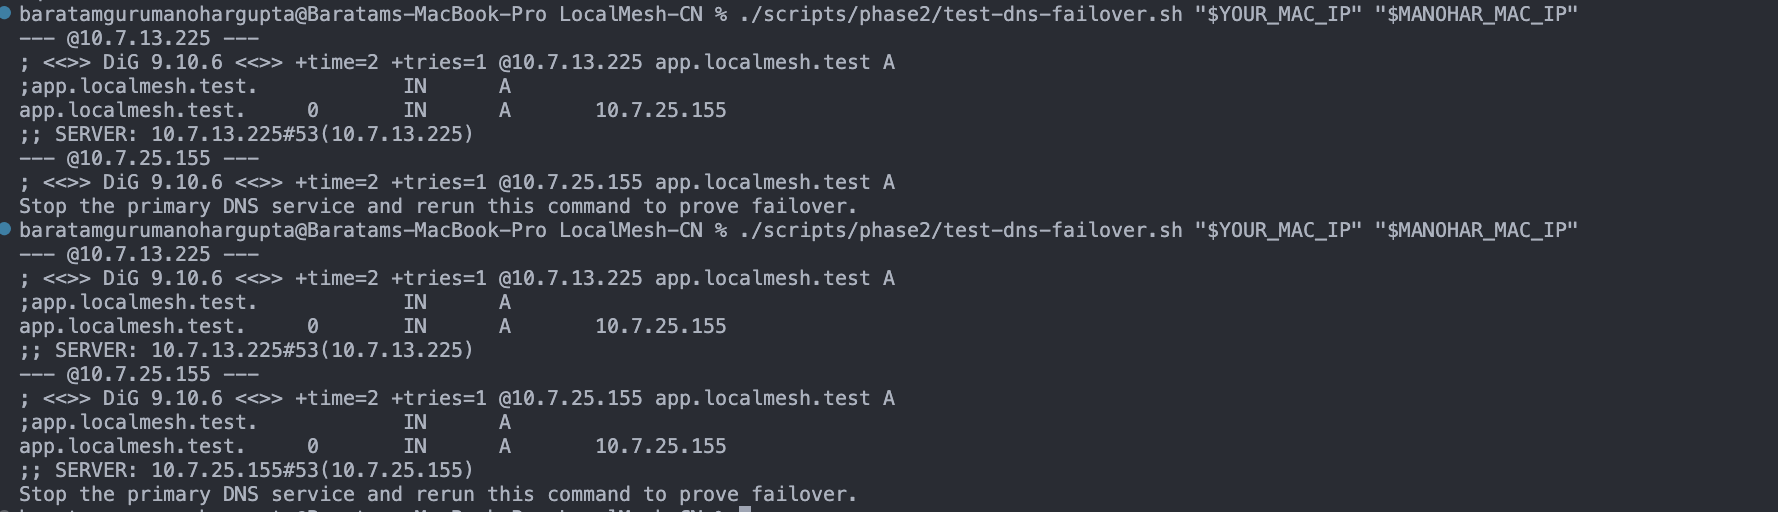 baratamgurumanohargupta@Baratams-MacBook-Pro LocalMesh-CN % ./scripts/phase2/test-dns-failover.sh "$YOUR_MAC_IP" "$MANOHAR_MAC_IP"
--- @10.7.13.225 ---
; <<>> DiG 9.10.6 <<>> +time=2 +tries=1 @10.7.13.225 app.localmesh.test A
;app.localmesh.test. IN A
app.localmesh.test. 0 IN A 10.7.25.155
;; SERVER: 10.7.13.225#53(10.7.13.225)
--- @10.7.25.155 ---
; <<>> DiG 9.10.6 <<>> +time=2 +tries=1 @10.7.25.155 app.localmesh.test A
Stop the primary DNS service and rerun this command to prove failover.
baratamgurumanohargupta@Baratams-MacBook-Pro LocalMesh-CN % ./scripts/phase2/test-dns-failover.sh "$YOUR_MAC_IP" "$MANOHAR_MAC_IP"
--- @10.7.13.225 ---
; <<>> DiG 9.10.6 <<>> +time=2 +tries=1 @10.7.13.225 app.localmesh.test A
;app.localmesh.test. IN A
app.localmesh.test. 0 IN A 10.7.25.155
;; SERVER: 10.7.13.225#53(10.7.13.225)
--- @10.7.25.155 ---
; <<>> DiG 9.10.6 <<>> +time=2 +tries=1 @10.7.25.155 app.localmesh.test A
;app.localmesh.test. IN A
app.localmesh.test. 0 IN A 10.7.25.155
;; SERVER: 10.7.25.155#53(10.7.25.155)
Stop the primary DNS service and rerun this command to prove failover.